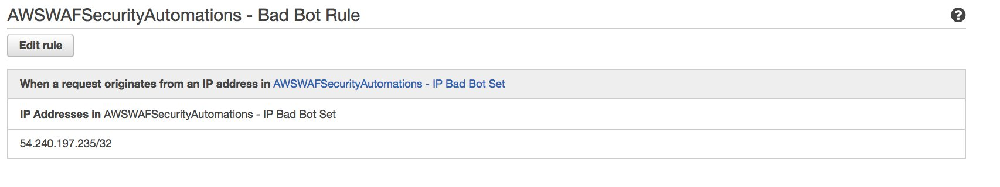 AWSWAFSecurityAutomations - Bad Bot Rule
?
Edit rule
When a request originates from an IP address in AWSWAFSecurityAutomations - IP Bad Bot Set
IP Addresses in AWSWAFSecurityAutomations - IP Bad Bot Set
54.240.197.235/32